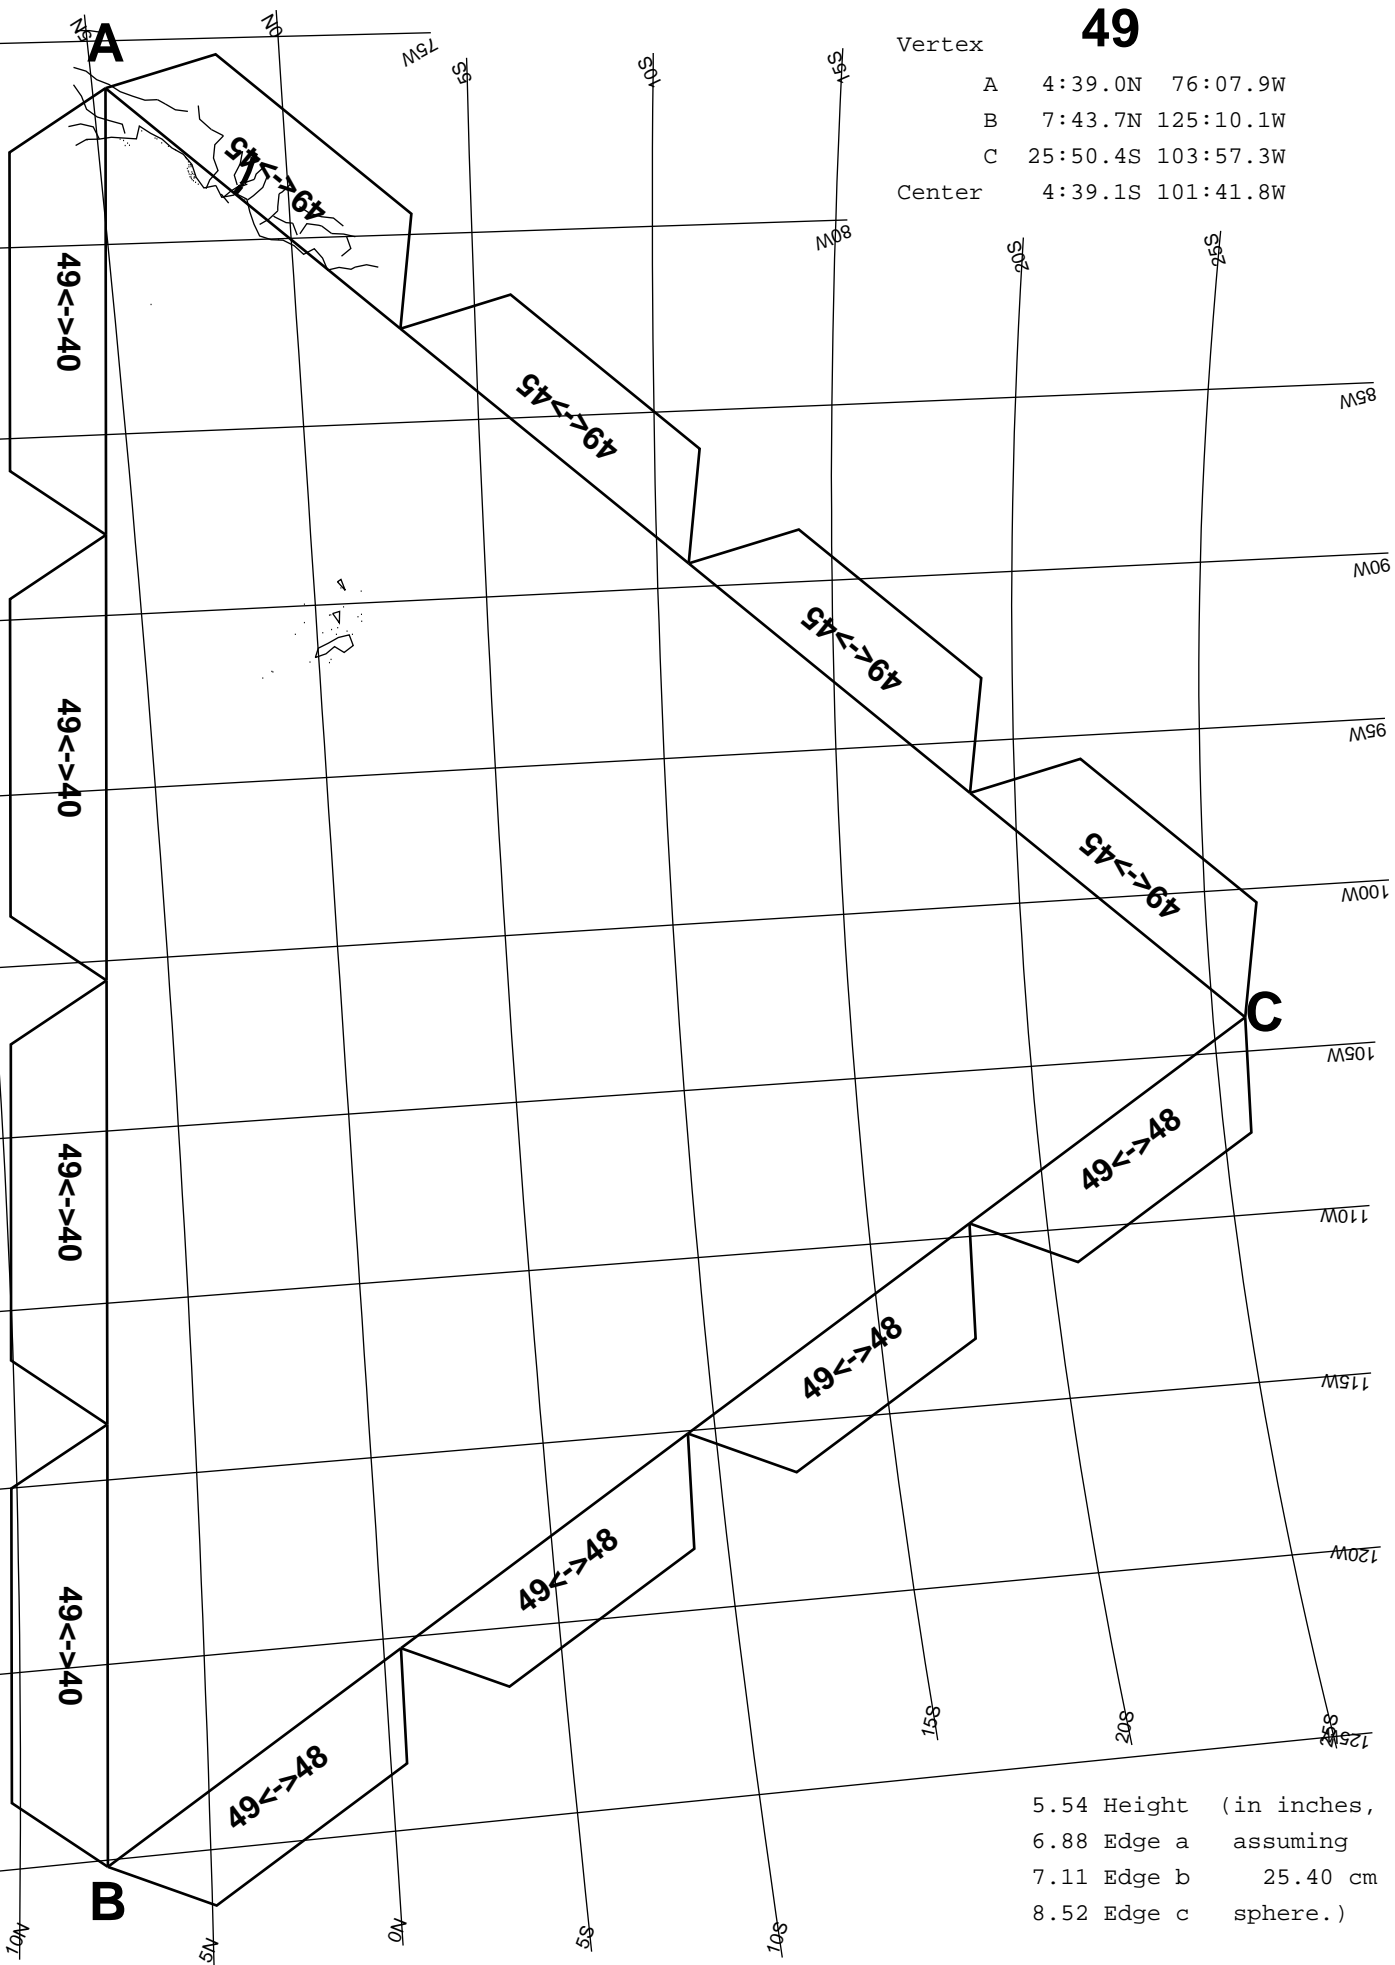 49
Vertex
A 4:39.0N 76:07.9W
B 7:43.7N 125:10.1W
C 25:50.4S 103:57.3W
Center 4:39.1S 101:41.8W
A
5N
0N
75W
5S
10S
15S
80W
20S
25S
49<->45
49<->40
85W
49<->45
90W
49<->45
95W
49<->40
49<->45
100W
C
105W
49<->48
49<->40
110W
49<->48
115W
49<->48
120W
49<->40
15S
20S
25S
125W
49<->48
B
10N
5N
0N
5S
10S
5.54 Height (in inches,
6.88 Edge a assuming
7.11 Edge b 25.40 cm
8.52 Edge c sphere.)